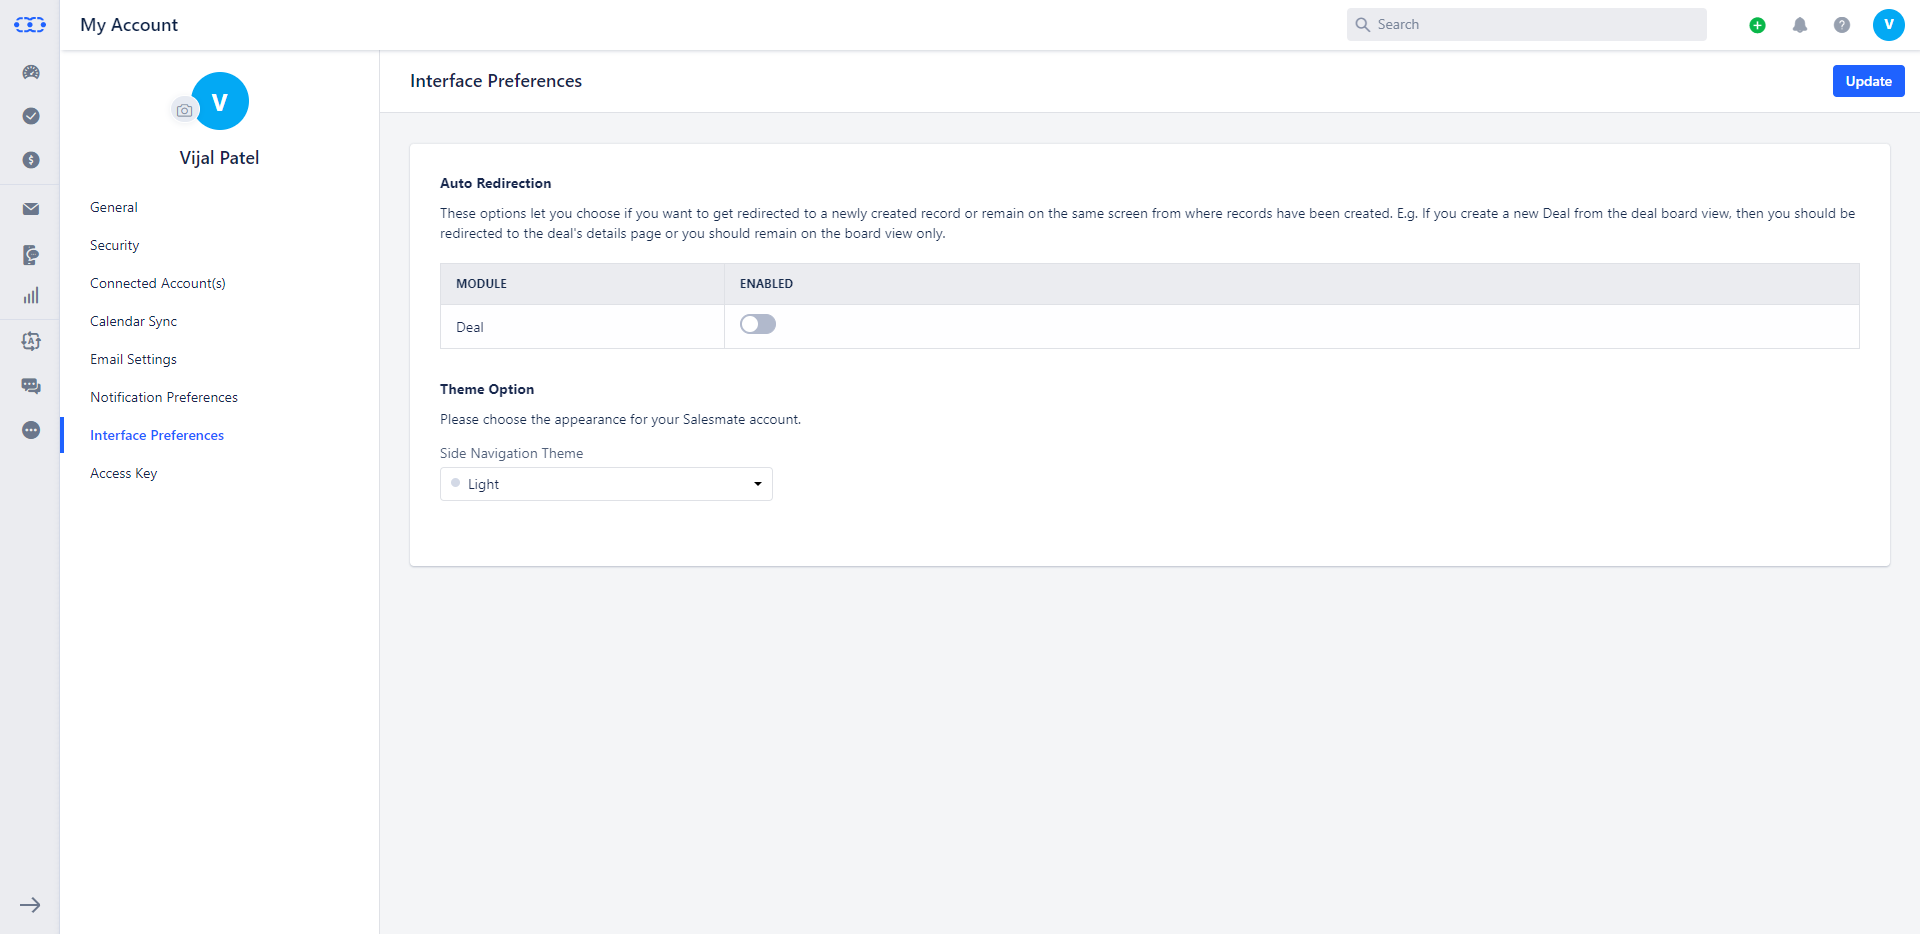 My Account
Search
V
V
Vijal Patel
General
Security
Connected Account(s)
Calendar Sync
Email Settings
Notification Preferences
Interface Preferences
Access Key
Interface Preferences
Update
Auto Redirection
These options let you choose if you want to get redirected to a newly created record or remain on the same screen from where records have been created. E.g. If you create a new Deal from the deal board view, then you should be
redirected to the deal's details page or you should remain on the board view only.
MODULE ENABLED
Deal
Theme Option
Please choose the appearance for your Salesmate account.
Side Navigation Theme
Light